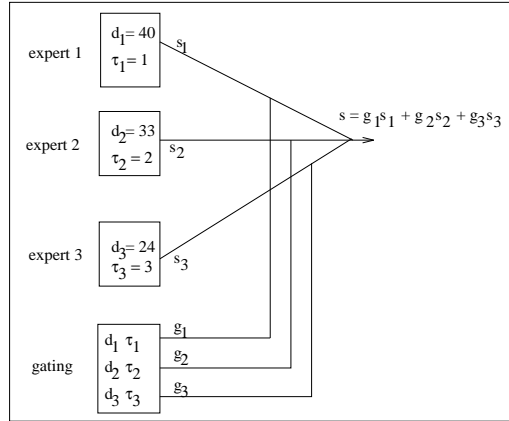 expert 1
d1= 40
τ1= 1
s1
s = g1s1 + g2s2 + g3s3
expert 2
d2= 33
τ2= 2
s2
expert 3
d3= 24
τ3= 3
s3
gating
d1 τ1
d2 τ2
d3 τ3
g1
g2
g3